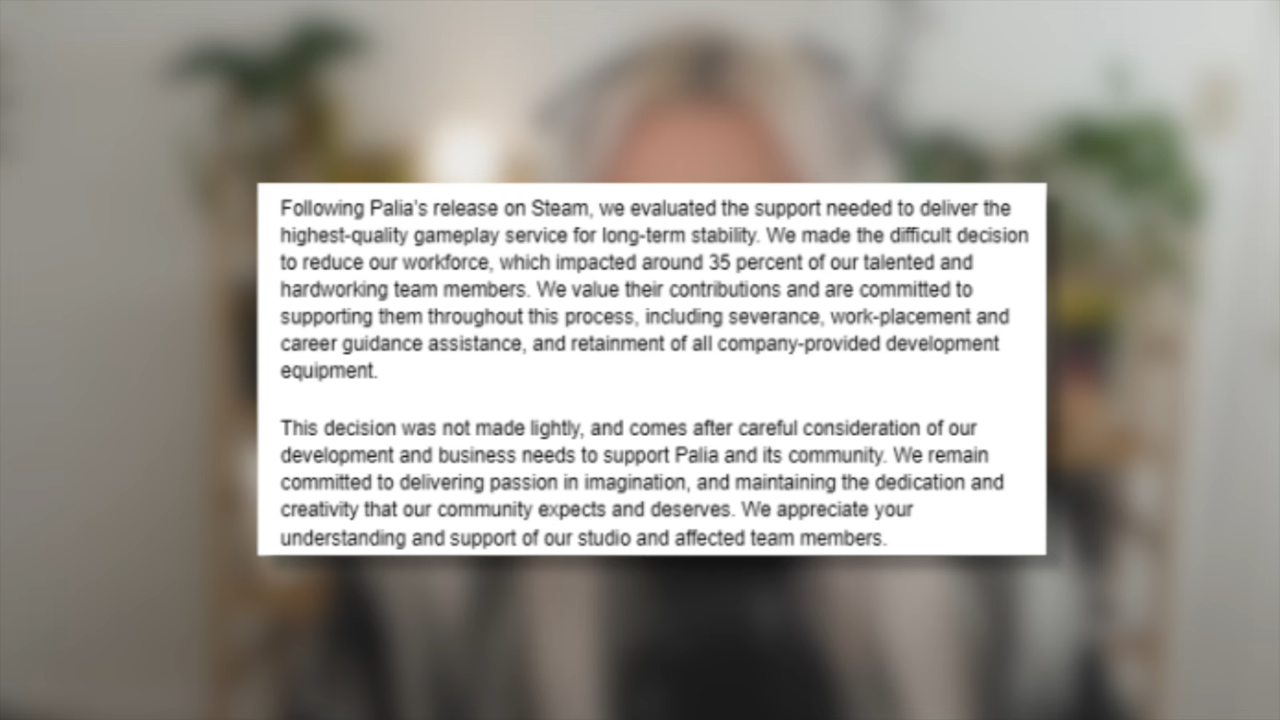 Following Palia's release on Steam, we evaluated the support needed to deliver the
highest-quality gameplay service for long-term stability. We made the difficult decision
to reduce our workforce, which impacted around 35 percent of our talented and
hardworking team members. We value their contributions and are committed to
supporting them throughout this process, including severance, work-placement and
career guidance assistance, and retainment of all company-provided development
equipment.
This decision was not made lightly, and comes after careful consideration of our
development and business needs to support Palia and its community. We remain
committed to delivering passion in imagination, and maintaining the dedication and
creativity that our community expects and deserves. We appreciate your
understanding and support of our studio and affected team members.